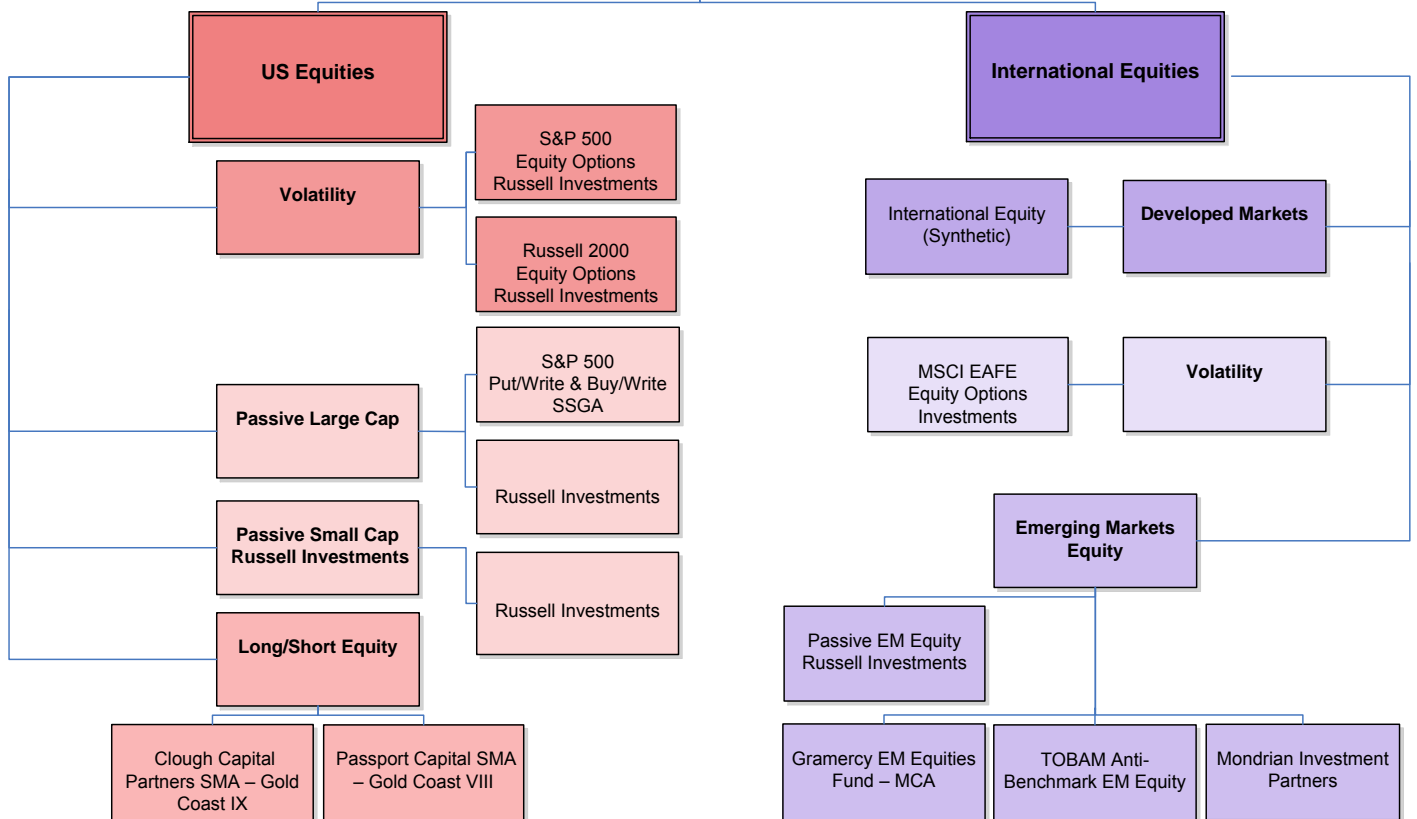 US Equities
Volatility
S&P 500
Equity Options
Russell Investments
Russell 2000
Equity Options
Russell Investments
Passive Large Cap
S&P 500
Put/Write & Buy/Write
SSGA
Russell Investments
Passive Small Cap
Russell Investments
Russell Investments
Long/Short Equity
Clough Capital
Partners SMA – Gold
Coast IX
Passport Capital SMA
– Gold Coast VIII
International Equities
International Equity
(Synthetic)
Developed Markets
MSCI EAFE
Equity Options
Investments
Volatility
Emerging Markets
Equity
Passive EM Equity
Russell Investments
Gramercy EM Equities
Fund – MCA
TOBAM Anti-
Benchmark EM Equity
Mondrian Investment
Partners